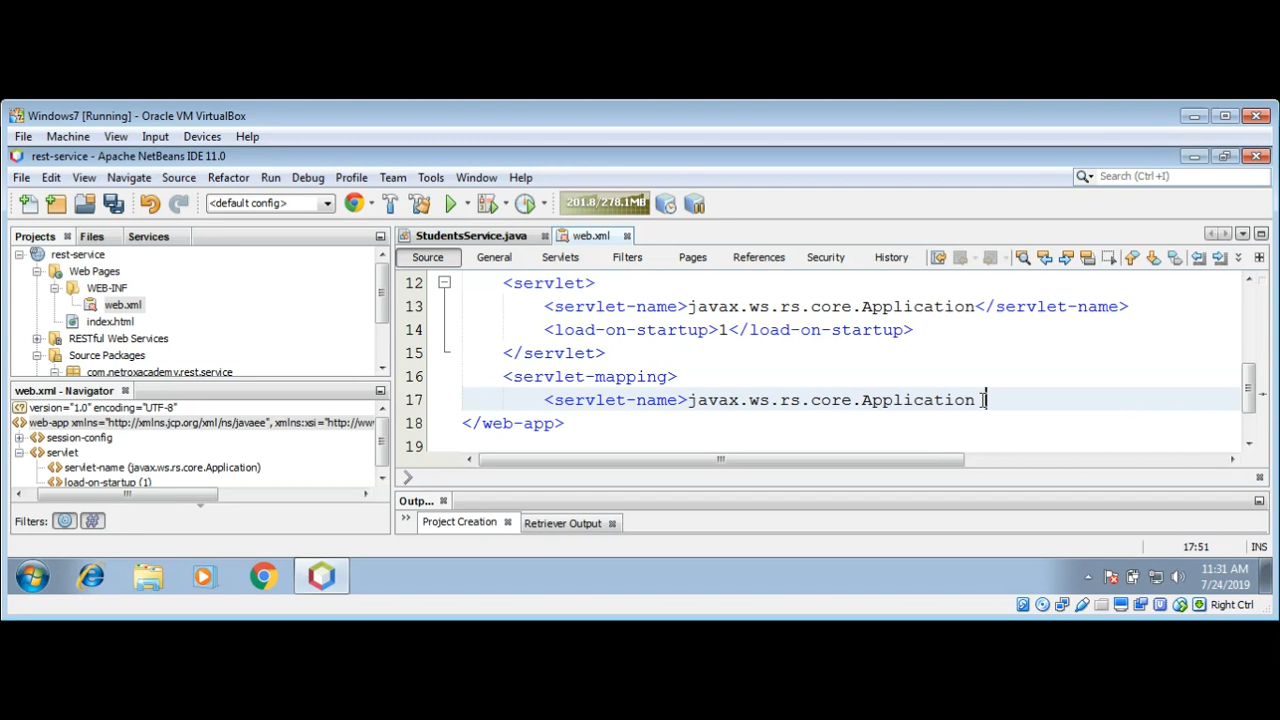 Windows7 [Running] - Oracle VM VirtualBox
File Machine View Input Devices Help
rest-service - Apache NetBeans IDE 11.0
File Edit View Navigate Source Refactor Run Debug Profile Team Tools Window Help
Search (Ctrl +I)
<default config>
201.8/278.1MB
Projects Files Services
rest-service
Web Pages
WEB-INF
web.xml
index.html
RESTful Web Services
Source Packages
com.netroxacademy.rest.service
web.xml - Navigator
version="1.0" encoding="UTF-8"
web-app xmlns="http://xmlns.jcp.org/xml/ns/javaee", xmlns:xsi="http://www
session-config
servlet
servlet-name (javax.ws.rs.core.Application)
load-on-startup (1)
Filters:
StudentsService.java web.xml
Source General Servlets Filters Pages References Security History
12 <servlet>
13 <servlet-name>javax.ws.rs.core.Application</servlet-name>
14 <load-on-startup>1</load-on-startup>
15 </servlet>
16 <servlet-mapping>
17 <servlet-name>javax.ws.rs.core.Application
18 </web-app>
19
Outp...
Project Creation Retriever Output
17:51 INS
11:31 AM
7/24/2019
Right Ctrl